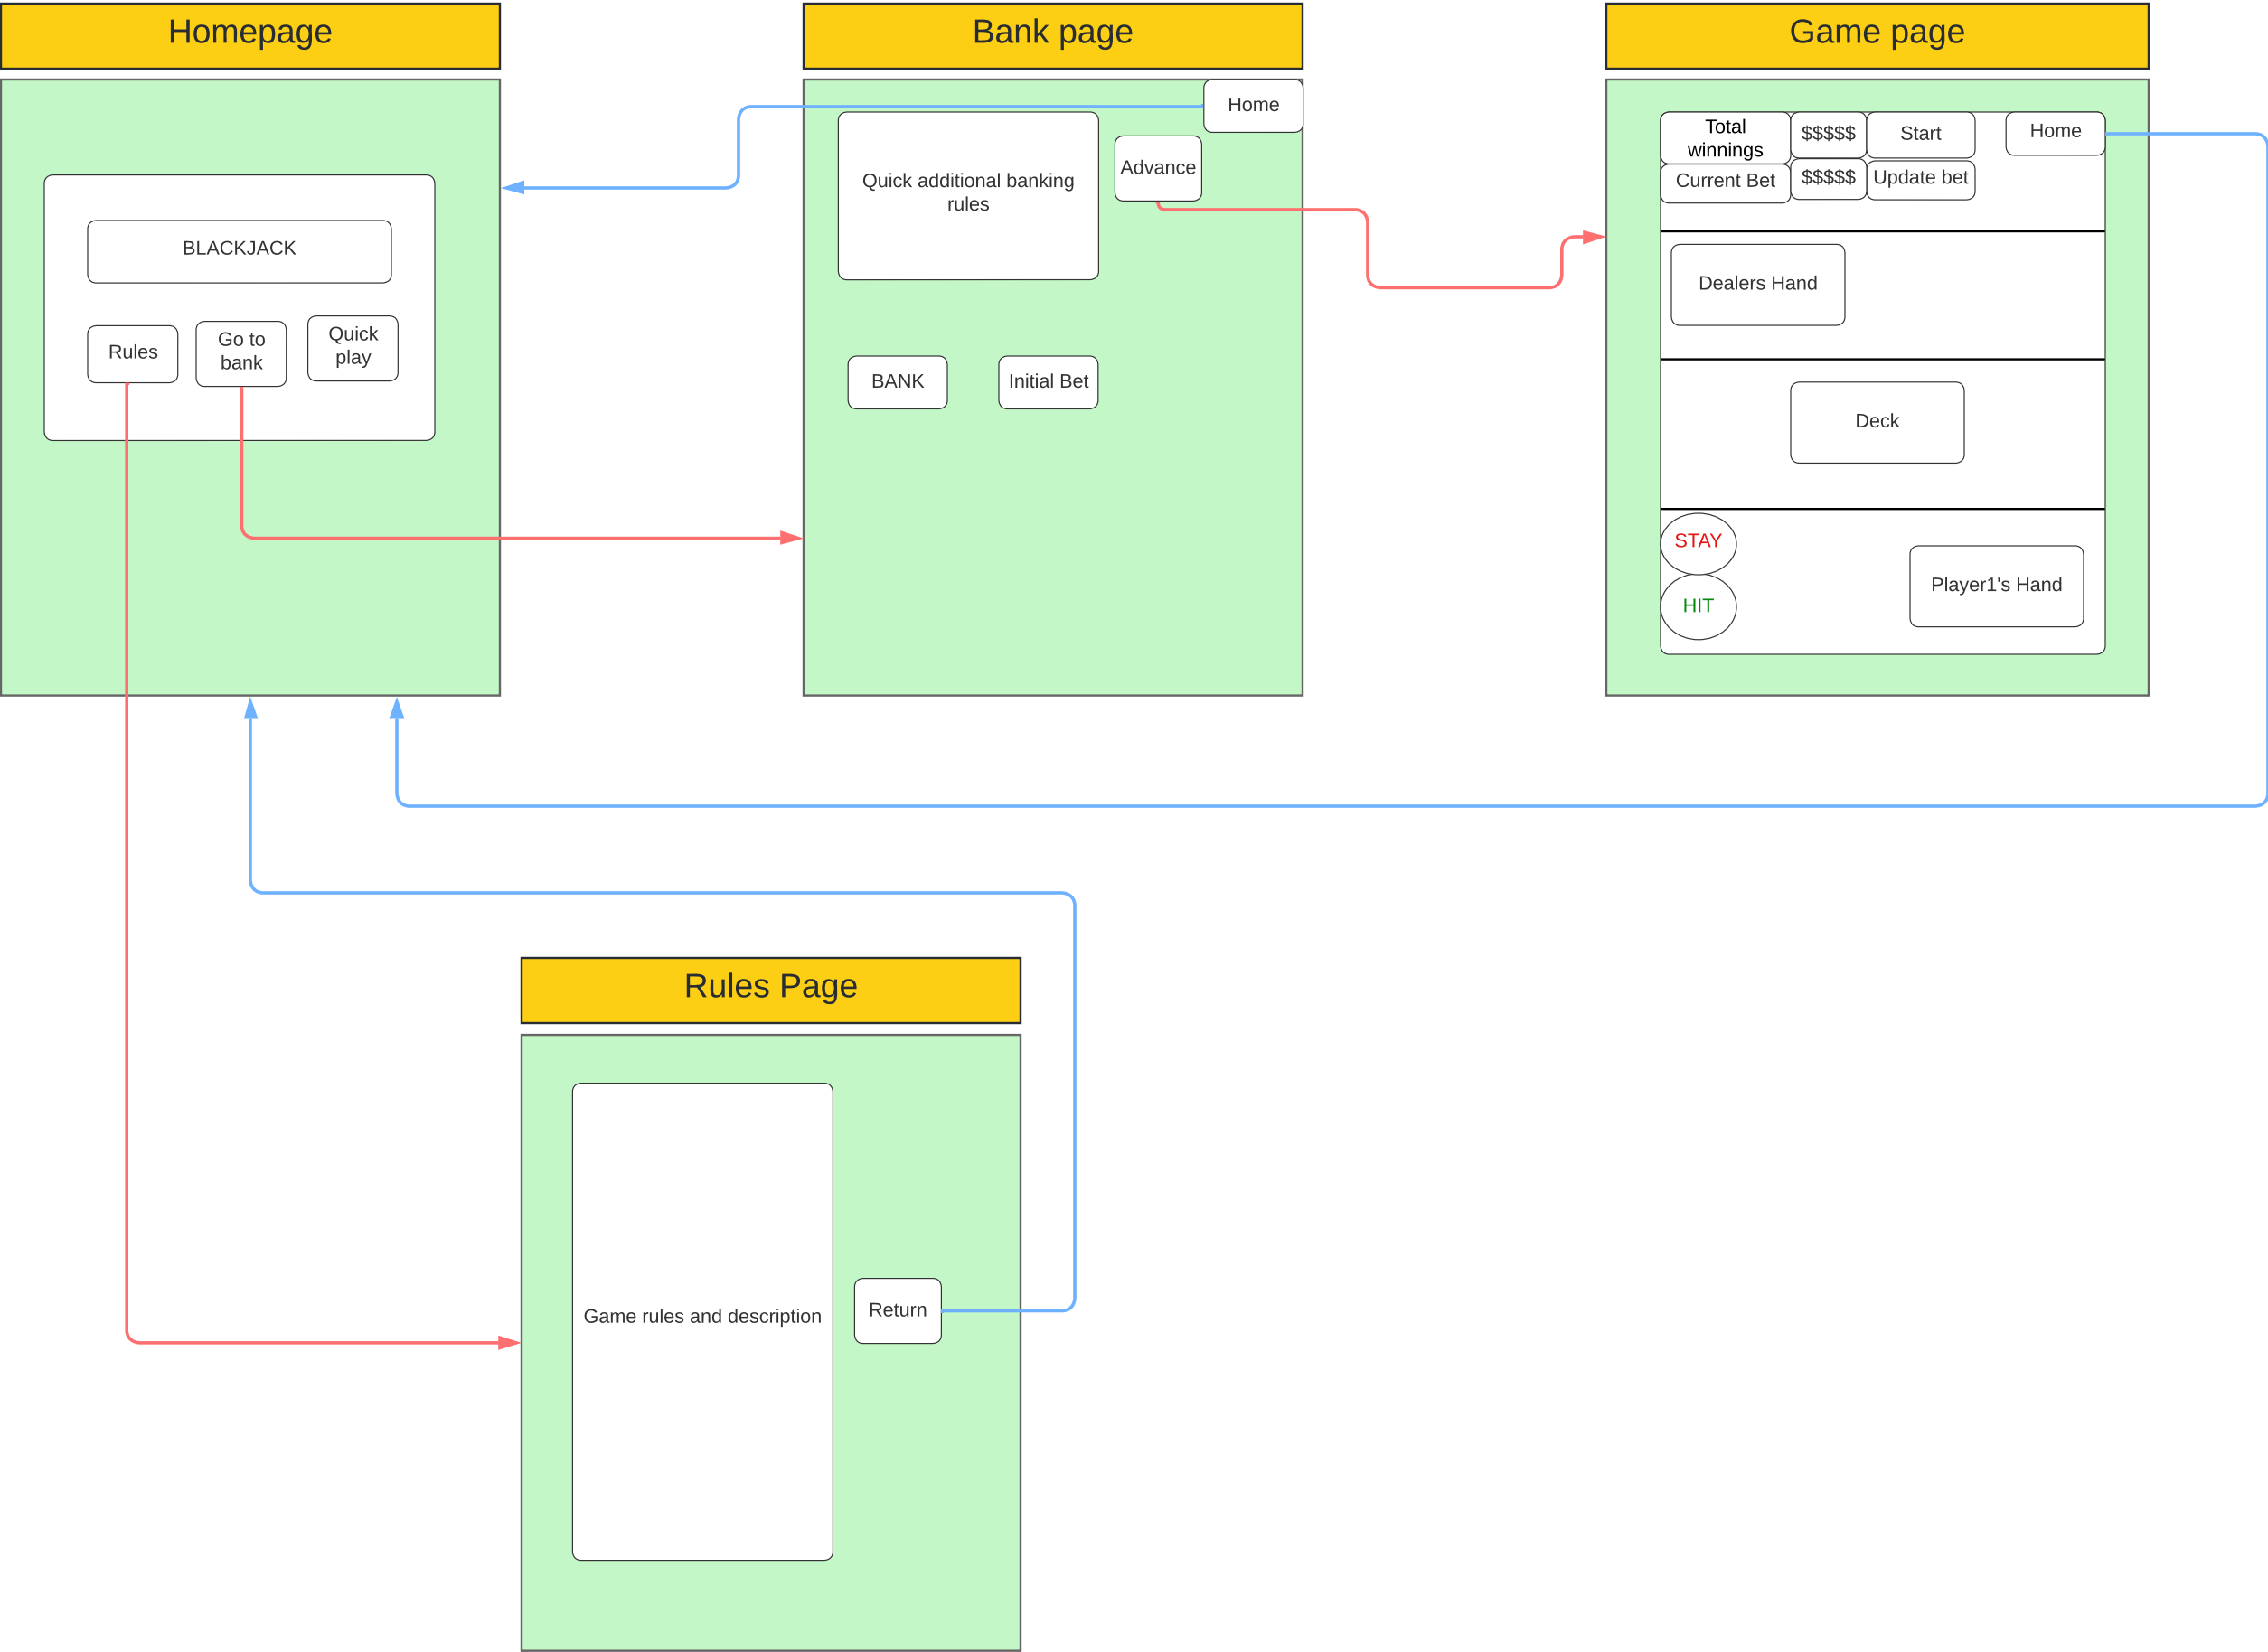 Homepage
BLACKJACK
Rules
Go to
bank
Quick
play
Bank page
Home
Quick additional banking
rules
Advance
BANK
Initial Bet
Game page
Total
winnings
$$$$$
Start
Home
Current Bet
$$$$$
Update bet
Dealers Hand
Deck
STAY
HIT
Player1's Hand
Rules Page
Game rules and description
Return